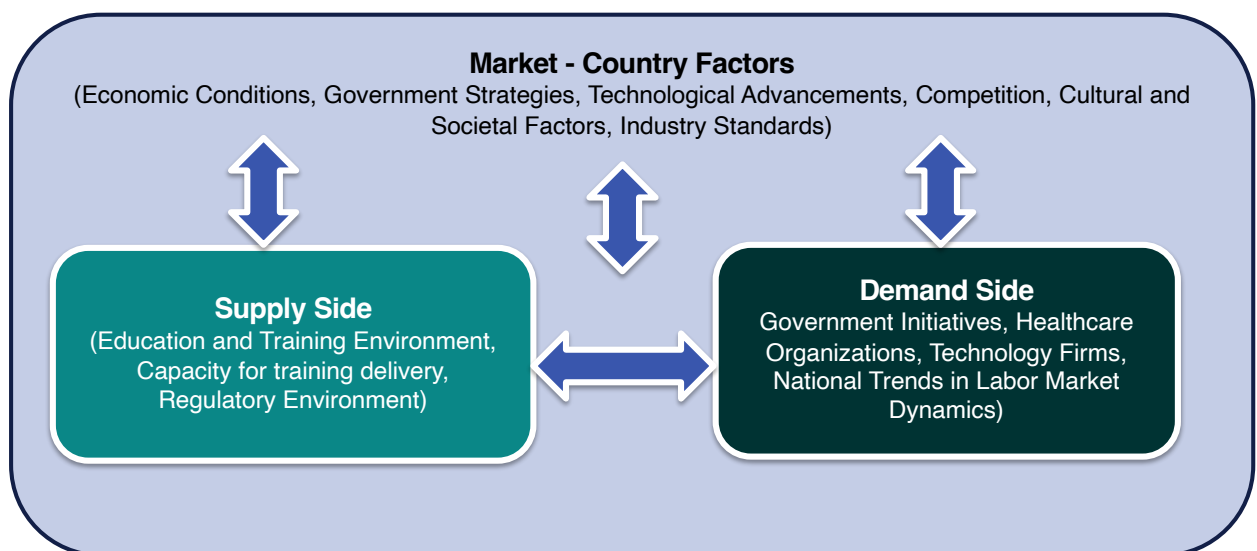 Market - Country Factors
(Economic Conditions, Government Strategies, Technological Advancements, Competition, Cultural and
Societal Factors, Industry Standards)
Supply Side
(Education and Training Environment,
Capacity for training delivery,
Regulatory Environment)
Demand Side
Government Initiatives, Healthcare
Organizations, Technology Firms,
National Trends in Labor Market
Dynamics)